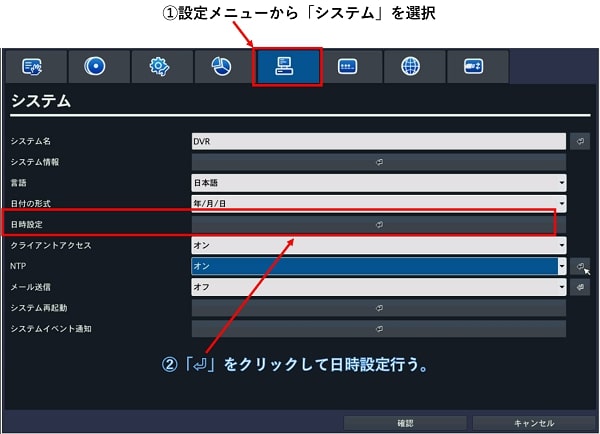 ①設定メニューから「システム」を選択
システム
システム名 DVR
システム情報
言語 日本語
日付の形式 年/月/日
日時設定
クライアントアクセス オン
NTP オン
メール送信 オフ
システム再起動
システムイベント通知
②「⏎」をクリックして日時設定行う。
確認 キャンセル